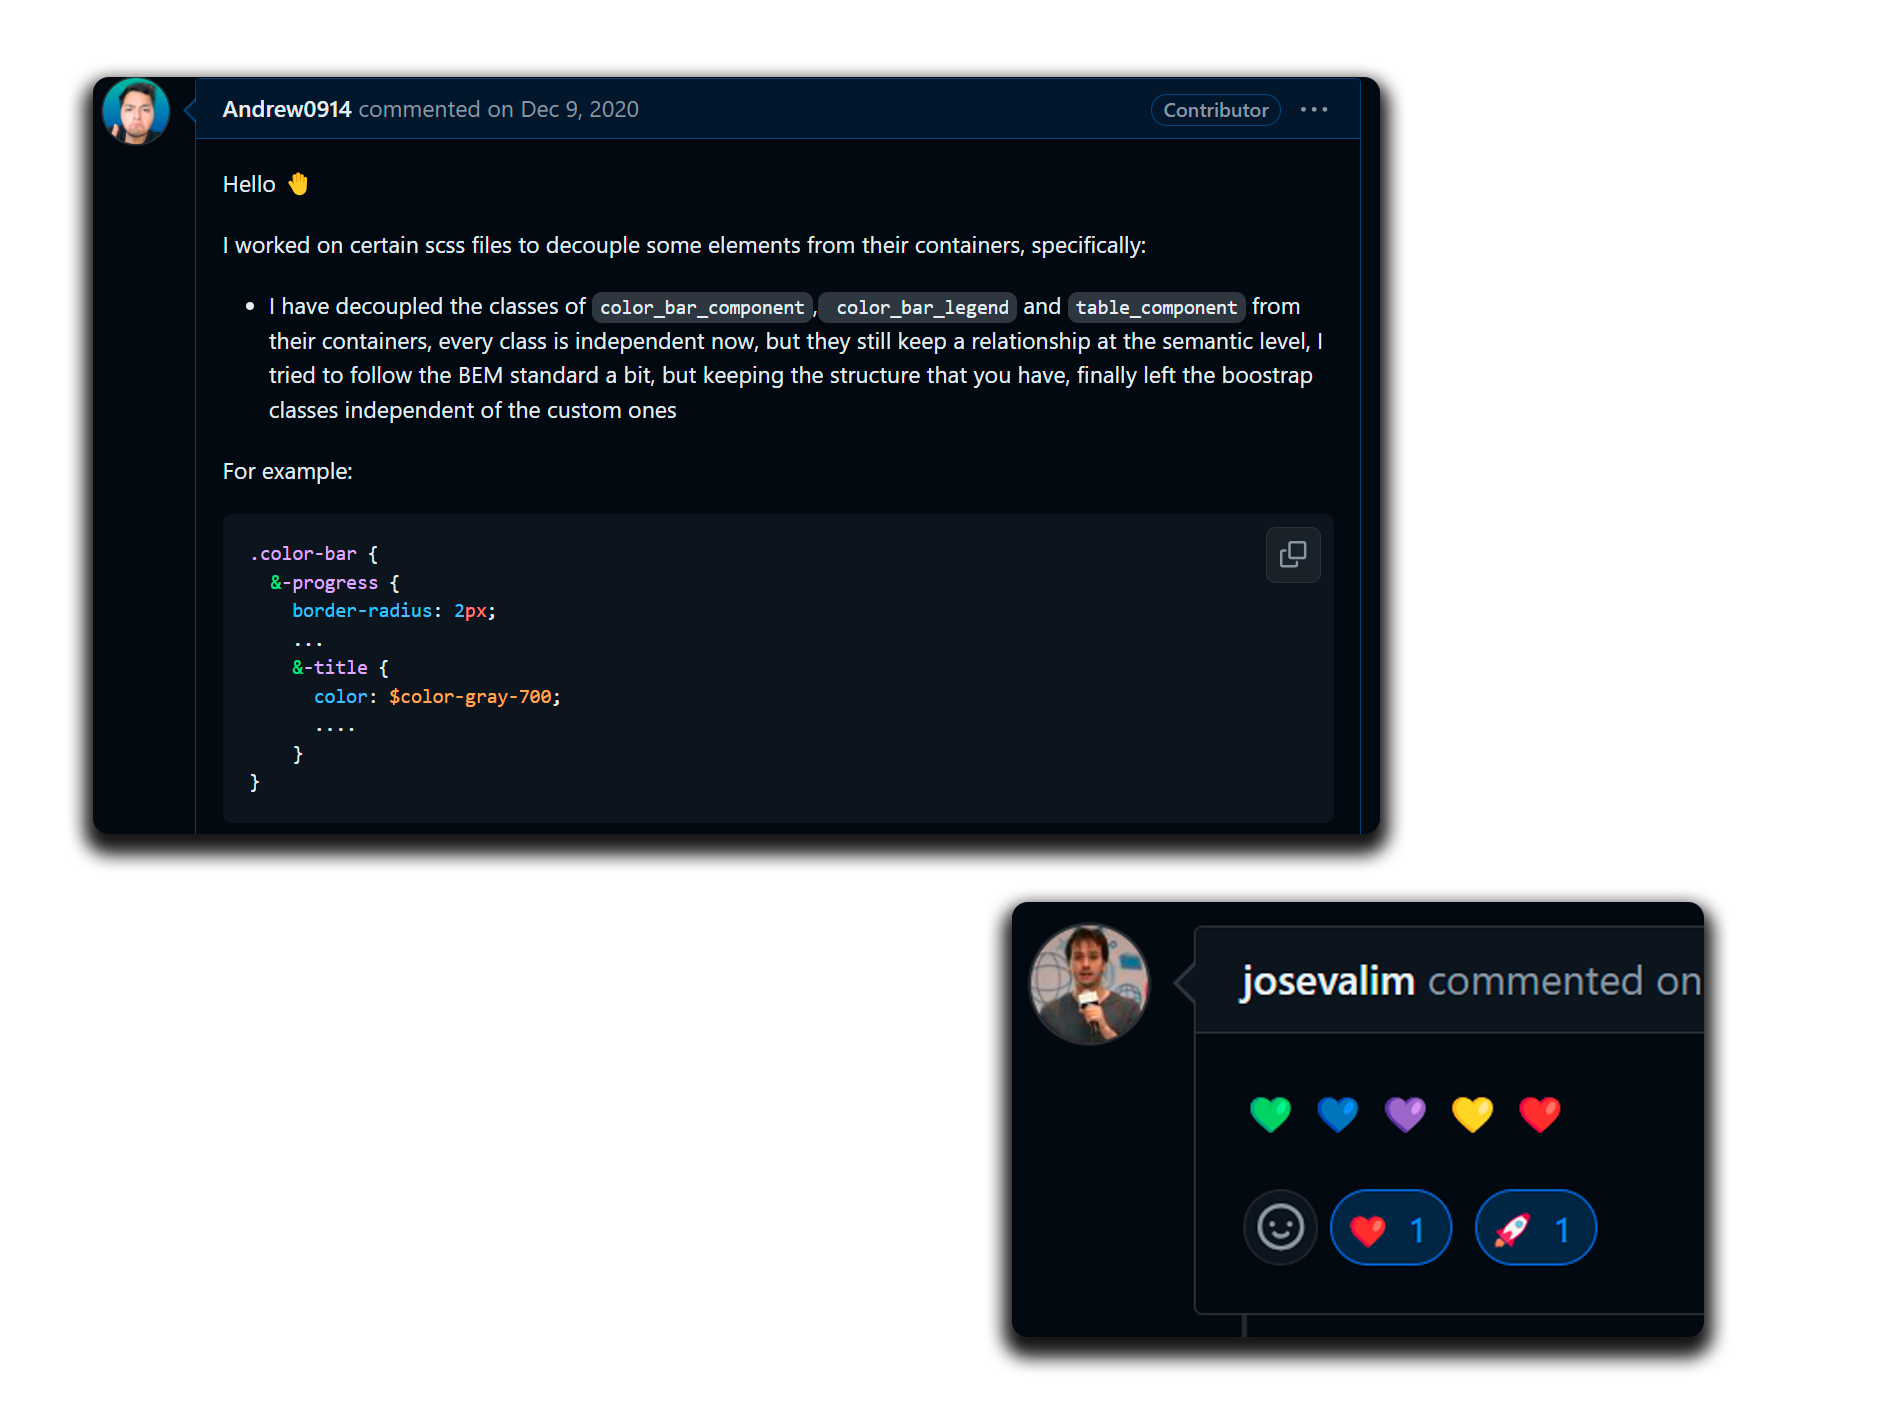 Andrew0914 commented on Dec 9, 2020
Contributor
Hello 🤚
I worked on certain scss files to decouple some elements from their containers, specifically:
• I have decoupled the classes of color_bar_component, color_bar_legend and table_component from
their containers, every class is independent now, but they still keep a relationship at the semantic level, I
tried to follow the BEM standard a bit, but keeping the structure that you have, finally left the boostrap
classes independent of the custom ones
For example:
.color-bar {
  &-progress {
    border-radius: 2px;
    ...
    &-title {
      color: $color-gray-700;
      ....
    }
}
josevalim commented on
💚 💙 💜 💛 ❤️
❤️ 1 🚀 1